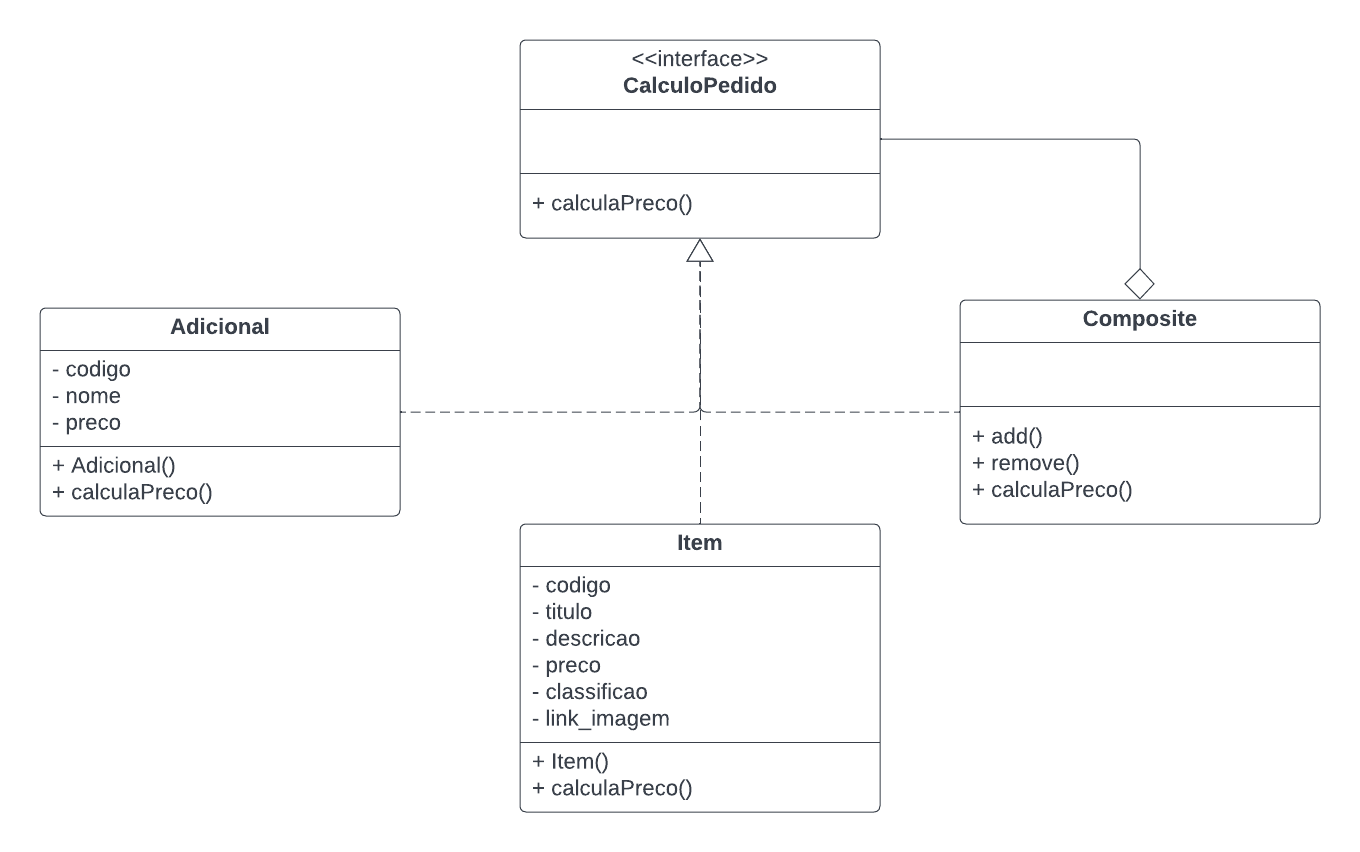 <<interface>>
CalculoPedido
+ calculaPreco()
Adicional
- codigo
- nome
- preco
+ Adicional()
+ calculaPreco()
Composite
+ add()
+ remove()
+ calculaPreco()
Item
- codigo
- titulo
- descricao
- preco
- classificao
- link_imagem
+ Item()
+ calculaPreco()